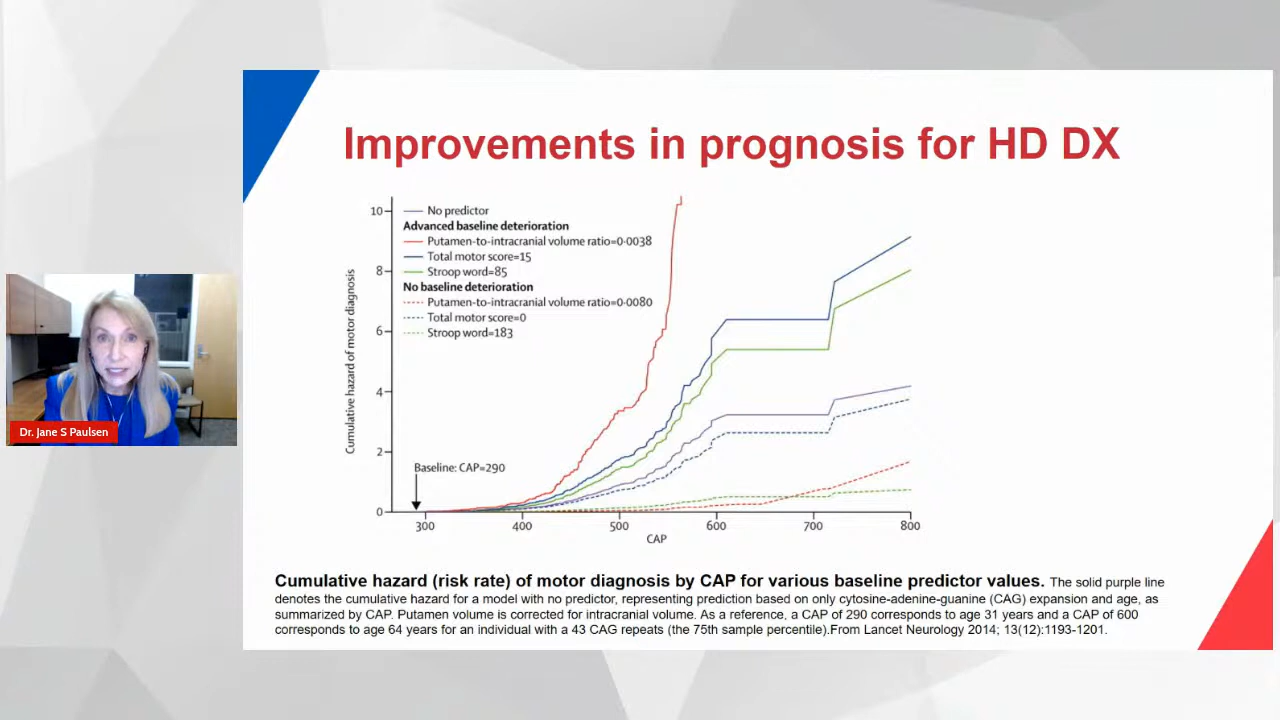 Improvements in prognosis for HD DX
10
8
6
4
2
0
Cumulative hazard of motor diagnosis
No predictor
Advanced baseline deterioration
Putamen-to-intracranial volume ratio=0·0038
Total motor score=15
Stroop word=85
No baseline deterioration
Putamen-to-intracranial volume ratio=0·0080
Total motor score=0
Stroop word=183
Baseline: CAP=290
300 400 500 600 700 800
CAP
Dr. Jane S Paulsen
Cumulative hazard (risk rate) of motor diagnosis by CAP for various baseline predictor values. The solid purple line
denotes the cumulative hazard for a model with no predictor, representing prediction based on only cytosine-adenine-guanine (CAG) expansion and age, as
summarized by CAP. Putamen volume is corrected for intracranial volume. As a reference, a CAP of 290 corresponds to age 31 years and a CAP of 600
corresponds to age 64 years for an individual with a 43 CAG repeats (the 75th sample percentile).From Lancet Neurology 2014; 13(12):1193-1201.